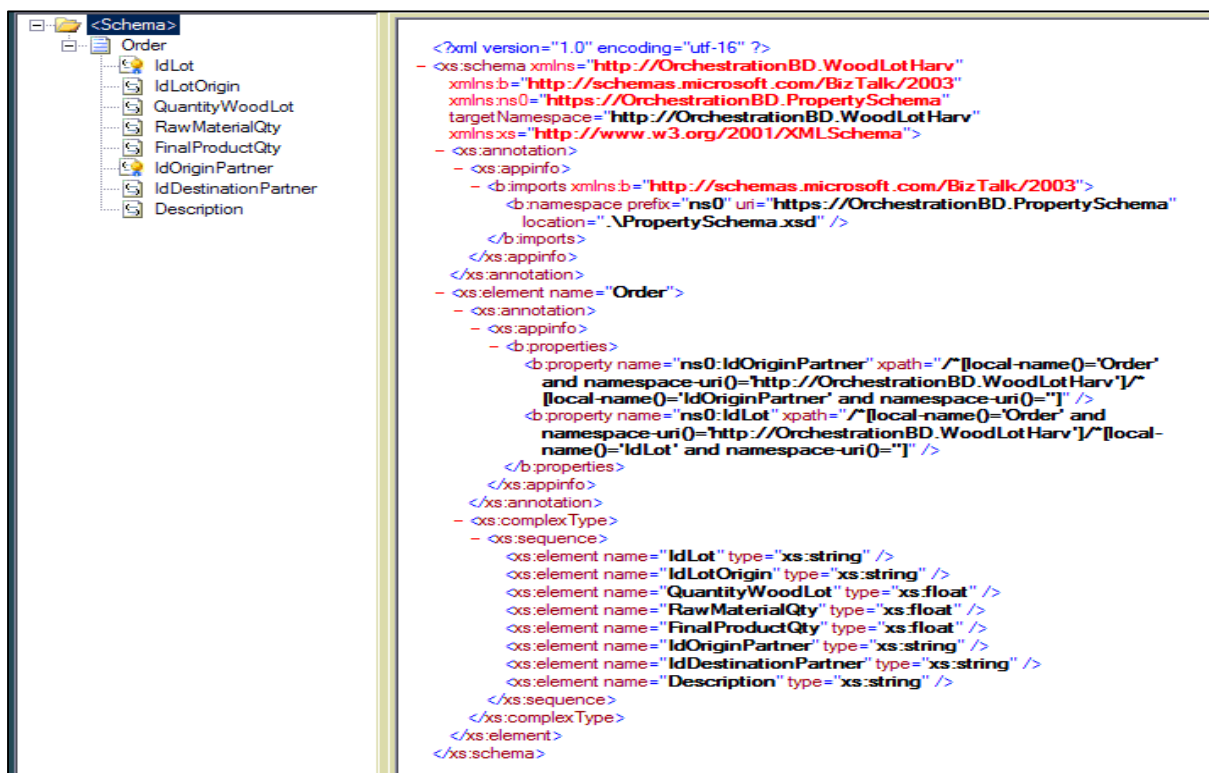 <Schema>
Order
IdLot
IdLotOrigin
QuantityWoodLot
RawMaterialQty
FinalProductQty
IdOriginPartner
IdDestinationPartner
Description
<?xml version="1.0" encoding="utf-16" ?>
- <xs:schema xmlns="http://OrchestrationBD.WoodLotHarv"
xmlns:b="http://schemas.microsoft.com/BizTalk/2003"
xmlns:ns0="https://OrchestrationBD.PropertySchema"
targetNamespace="http://OrchestrationBD.WoodLotHarv"
xmlns:xs="http://www.w3.org/2001/XMLSchema">
- <xs:annotation>
- <xs:appinfo>
- <b:imports xmlns:b="http://schemas.microsoft.com/BizTalk/2003">
<b:namespace prefix="ns0" uri="https://OrchestrationBD.PropertySchema"
location=".\PropertySchema.xsd" />
</b:imports>
</xs:appinfo>
</xs:annotation>
- <xs:element name="Order">
- <xs:annotation>
- <xs:appinfo>
- <b:properties>
<b:property name="ns0:IdOriginPartner" xpath="/*[local-name()='Order'
and namespace-uri()='http://OrchestrationBD.WoodLotHarv']/*
[local-name()='IdOriginPartner' and namespace-uri()='']" />
<b:property name="ns0:IdLot" xpath="/*[local-name()='Order' and
namespace-uri()='http://OrchestrationBD.WoodLotHarv']/*[local-
name()='IdLot' and namespace-uri()='']" />
</b:properties>
</xs:appinfo>
</xs:annotation>
- <xs:complexType>
- <xs:sequence>
<xs:element name="IdLot" type="xs:string" />
<xs:element name="IdLotOrigin" type="xs:string" />
<xs:element name="QuantityWoodLot" type="xs:float" />
<xs:element name="RawMaterialQty" type="xs:float" />
<xs:element name="FinalProductQty" type="xs:float" />
<xs:element name="IdOriginPartner" type="xs:string" />
<xs:element name="IdDestinationPartner" type="xs:string" />
<xs:element name="Description" type="xs:string" />
</xs:sequence>
</xs:complexType>
</xs:element>
</xs:schema>